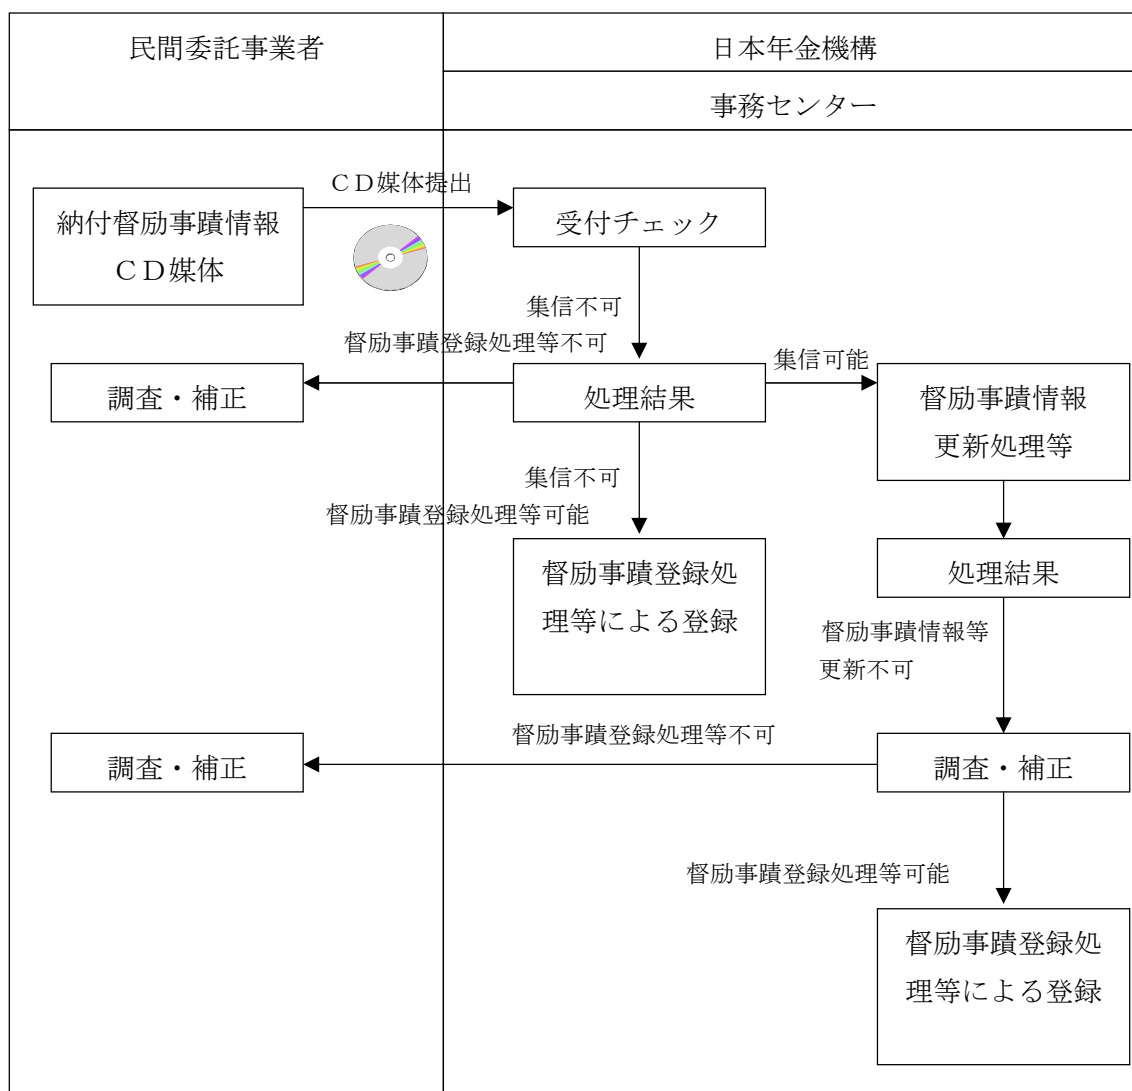 民間委託事業者
日本年金機構
事務センター
ＣＤ媒体提出
納付督励事蹟情報
ＣＤ媒体
受付チェック
集信不可
督励事蹟登録処理等不可
集信可能
調査・補正
処理結果
督励事蹟情報
更新処理等
集信不可
督励事蹟登録処理等可能
督励事蹟登録処
理等による登録
処理結果
督励事蹟情報等
更新不可
督励事蹟登録処理等不可
調査・補正
調査・補正
督励事蹟登録処理等可能
督励事蹟登録処
理等による登録